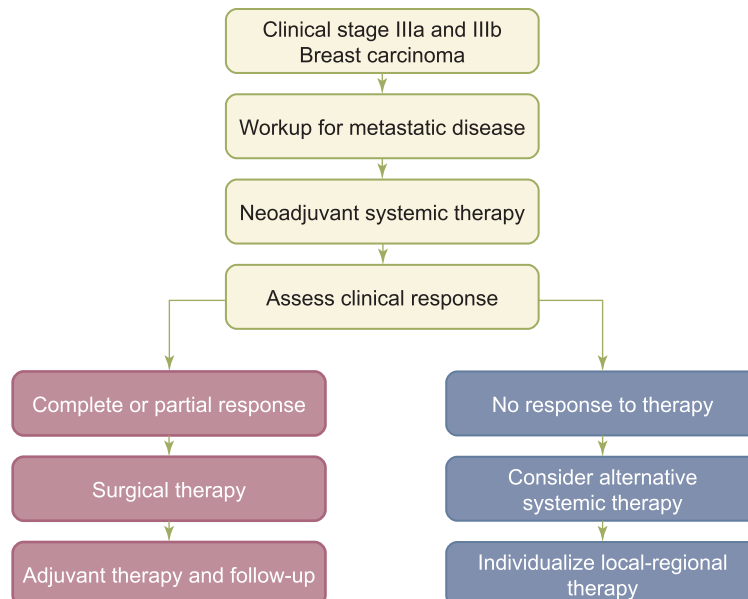 Clinical stage IIIa and IIIb
Breast carcinoma
Workup for metastatic disease
Neoadjuvant systemic therapy
Assess clinical response
Complete or partial response
Surgical therapy
Adjuvant therapy and follow-up
No response to therapy
Consider alternative
systemic therapy
Individualize local-regional
therapy